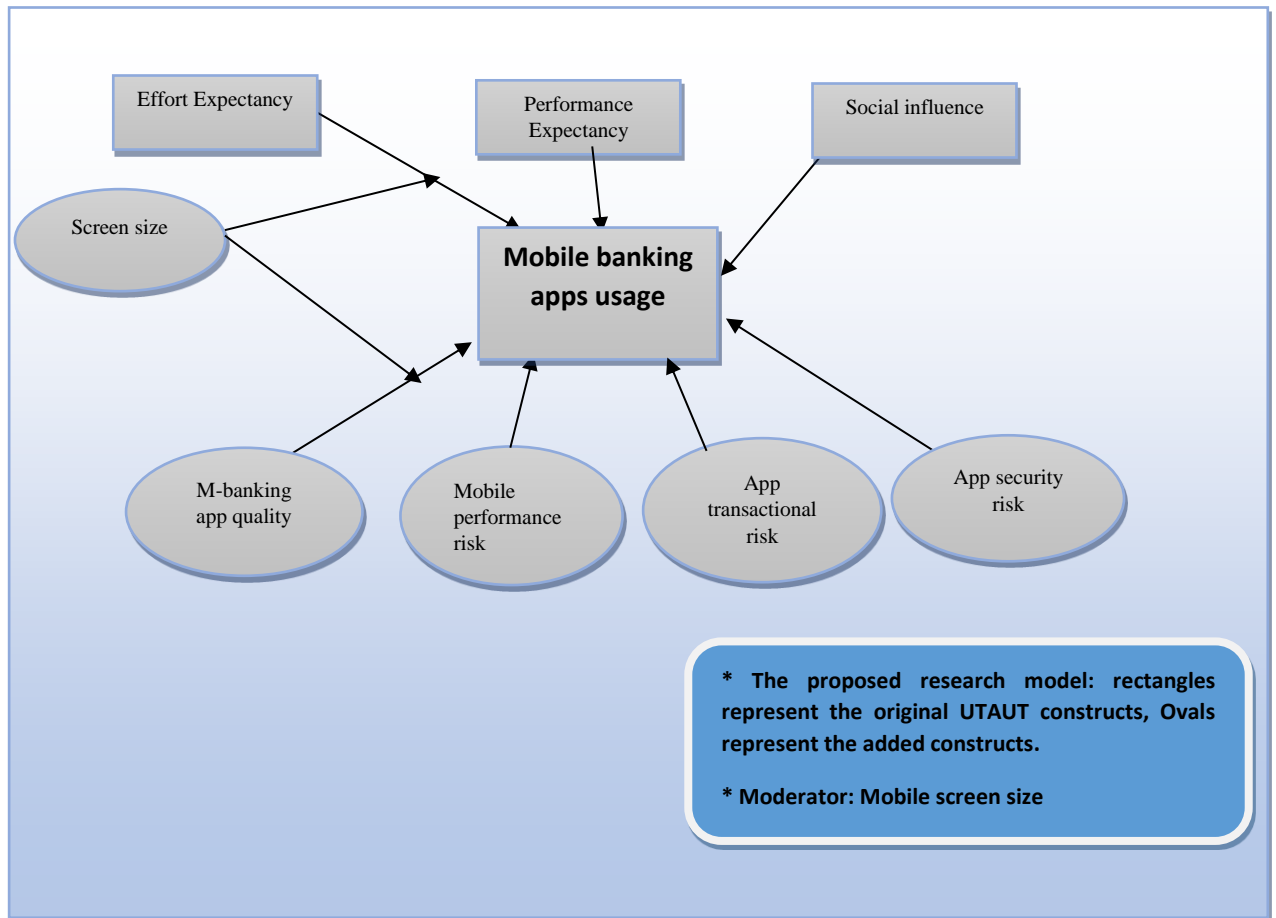 Effort Expectancy
Performance
Expectancy
Social influence
Screen size
Mobile banking
apps usage
M-banking
app quality
Mobile
performance
risk
App
transactional
risk
App security
risk
* The proposed research model: rectangles
represent the original UTAUT constructs, Ovals
represent the added constructs.
* Moderator: Mobile screen size